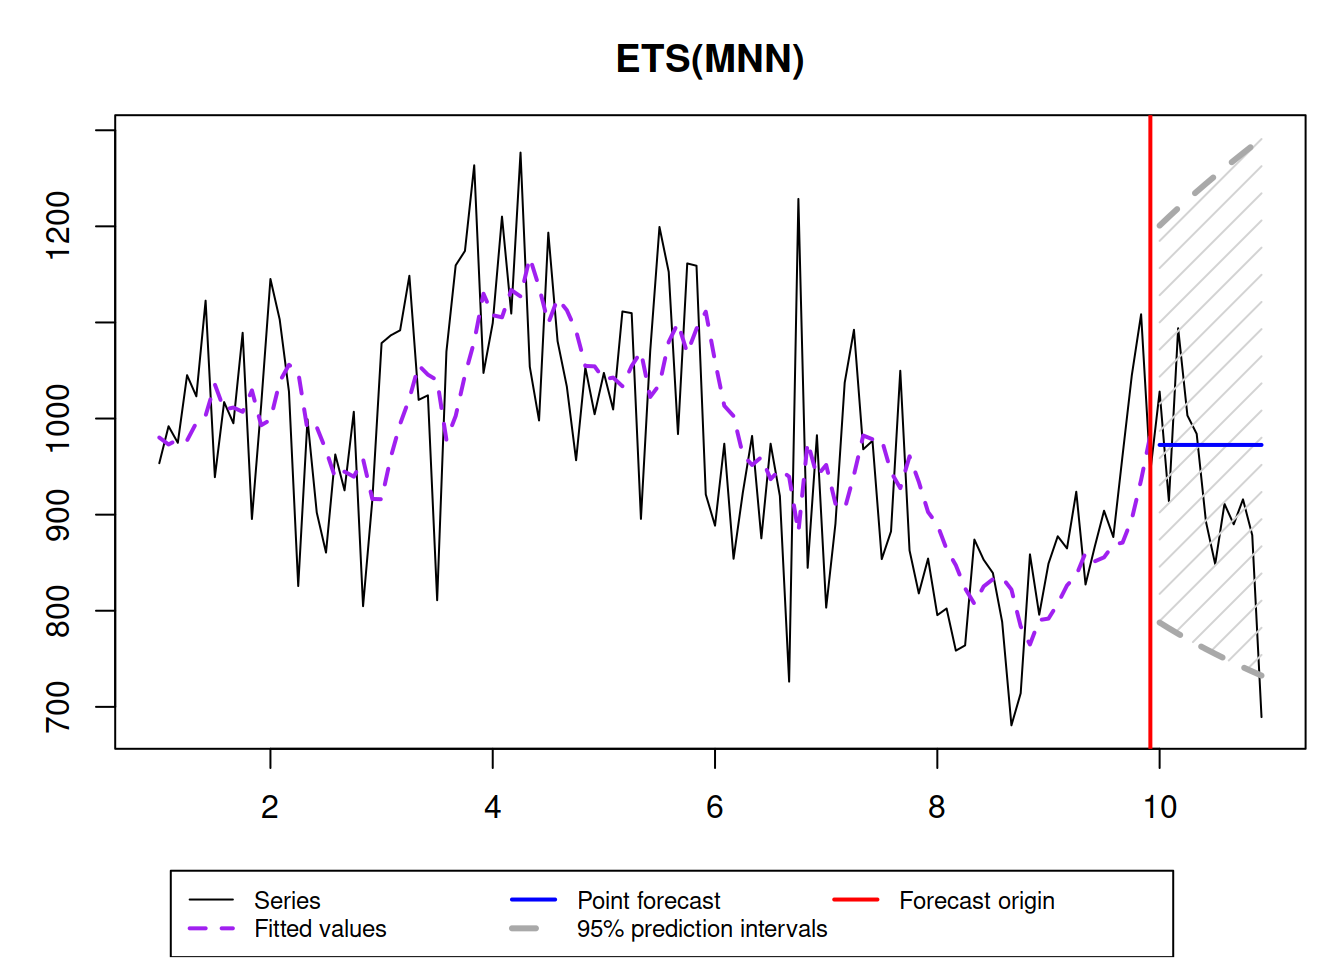 ETS(MNN)
1200
1000
900
800
700
2 4 6 8 10
Series Point forecast Forecast origin
Fitted values 95% prediction intervals